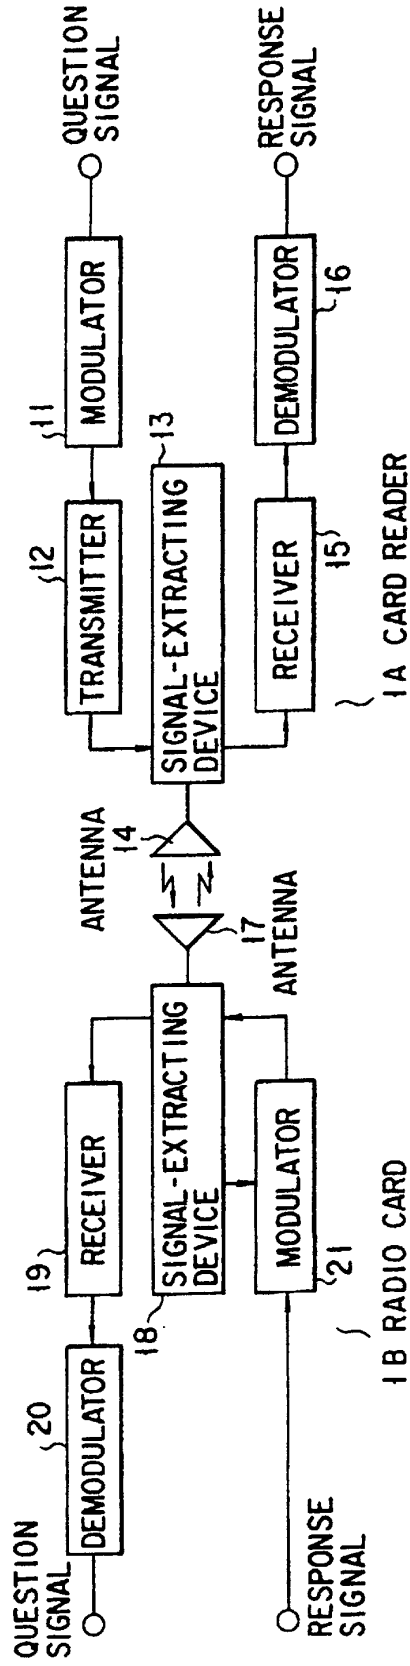 QUESTION
SIGNAL
20
DEMODULATOR
19
RECEIVER
18
SIGNAL-EXTRACTING
DEVICE
MODULATOR
21
RESPONSE
SIGNAL
1B RADIO CARD
ANTENNA
17
ANTENNA
14
12
TRANSMITTER
11
MODULATOR
QUESTION
SIGNAL
13
SIGNAL-EXTRACTING
DEVICE
RECEIVER
15
DEMODULATOR
16
RESPONSE
SIGNAL
1A CARD READER